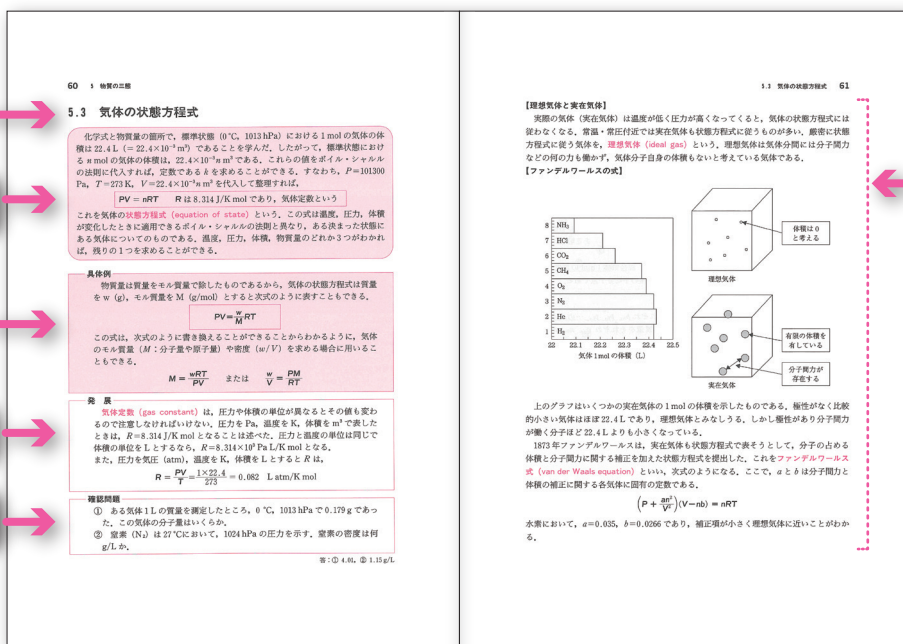 60　5　物質の三態
5.3　気体の状態方程式
化学式と物質量の箇所で，標準状態（0℃，1013 hPa）における 1 mol の気体の体
積は 22.4 L（＝ 22.4×10⁻³ m³）であることを学んだ．したがって，標準状態におけ
る n mol の気体の体積は，22.4×10⁻³n m³ である．これらの値をボイル・シャルル
の法則に代入すれば，定数である k を求めることができる．すなわち，P＝101300
Pa，T＝273 K，V＝22.4×10⁻³n m³ を代入して整理すれば，
PV = nRT　R は 8.314 J/K mol であり，気体定数という
これを気体の状態方程式（equation of state）という．この式は温度，圧力，体積
が変化したときに適用できるボイル・シャルルの法則と異なり，ある決まった状態に
ある気体についてのものである．温度，圧力，体積，物質量のどれか 3 つがわかれ
ば，残りの 1 つを求めることができる．
具体例
物質量は質量をモル質量で除したものであるから，気体の状態方程式は質量
を w（g），モル質量を M（g/mol）とすると次式のように表すこともできる．
PV = w/M RT
この式は，次式のように書き換えることができることからわかるように，気体
のモル質量（M：分子量や原子量）や密度（w/V）を求める場合に用いるこ
ともできる．
M = wRT/PV　または　w/V = PM/RT
発　展
気体定数（gas constant）は，圧力や体積の単位が異なるとその値も変わ
るので注意しなければいけない．圧力を Pa，温度を K，体積を m³ で表した
ときは，R＝8.314 J/K mol となることは述べた．圧力と温度の単位は同じで
体積の単位を L とするなら，R＝8.314×10³ Pa L/K mol となる．
また，圧力を気圧（atm），温度を K，体積を L とすると R は，
R = PV/T = 1×22.4/273 = 0.082　L atm/K mol
確認問題
①　ある気体 1 L の質量を測定したところ，0 ℃，1013 hPa で 0.179 g であっ
た．この気体の分子量はいくらか．
②　窒素（N₂）は 27℃において，1024 hPa の圧力を示す．窒素の密度は何
g/L か．
答：① 4.01，② 1.15 g/L
5.3　気体の状態方程式　61
【理想気体と実在気体】
実際の気体（実在気体）は温度が低く圧力が高くなってくると，気体の状態方程式には
従わなくなる．常温・常圧付近では実在気体も状態方程式に従うものが多い．厳密に状態
方程式に従う気体を，理想気体（ideal gas）という．理想気体は気体分間には分子間力
などの何の力も働かず，気体分子自身の体積もないと考えている気体である．
【ファンデルワールスの式】
8 NH₃
7 HCl
6 CO₂
5 CH₄
4 O₂
3 N₂
2 He
1 H₂
22　22.1　22.2　22.3　22.4　22.5
気体 1 mol の体積（L）
体積は 0
と考える
理想気体
有限の体積を
有している
分子間力が
存在する
実在気体
上のグラフはいくつかの実在気体の 1 mol の体積を示したものである．極性がなく比較
的小さい気体はほぼ 22.4 L であり，理想気体とみなしうる．しかし極性があり分子間力
が働く分子ほど 22.4 L よりも小さくなっている．
1873 年ファンデルワールスは，実在気体も状態方程式で表そうとして，分子の占める
体積と分子間力に関する補正を加えた状態方程式を提出した．これをファンデルワールス
式（van der Waals equation）といい，次式のようになる．ここで，a と b は分子間力と
体積の補正に関する各気体に固有の定数である．
(P + an²/V²)(V−nb) = nRT
水素において，a＝0.035，b＝0.0266 であり，補正項が小さく理想気体に近いことがわか
る．